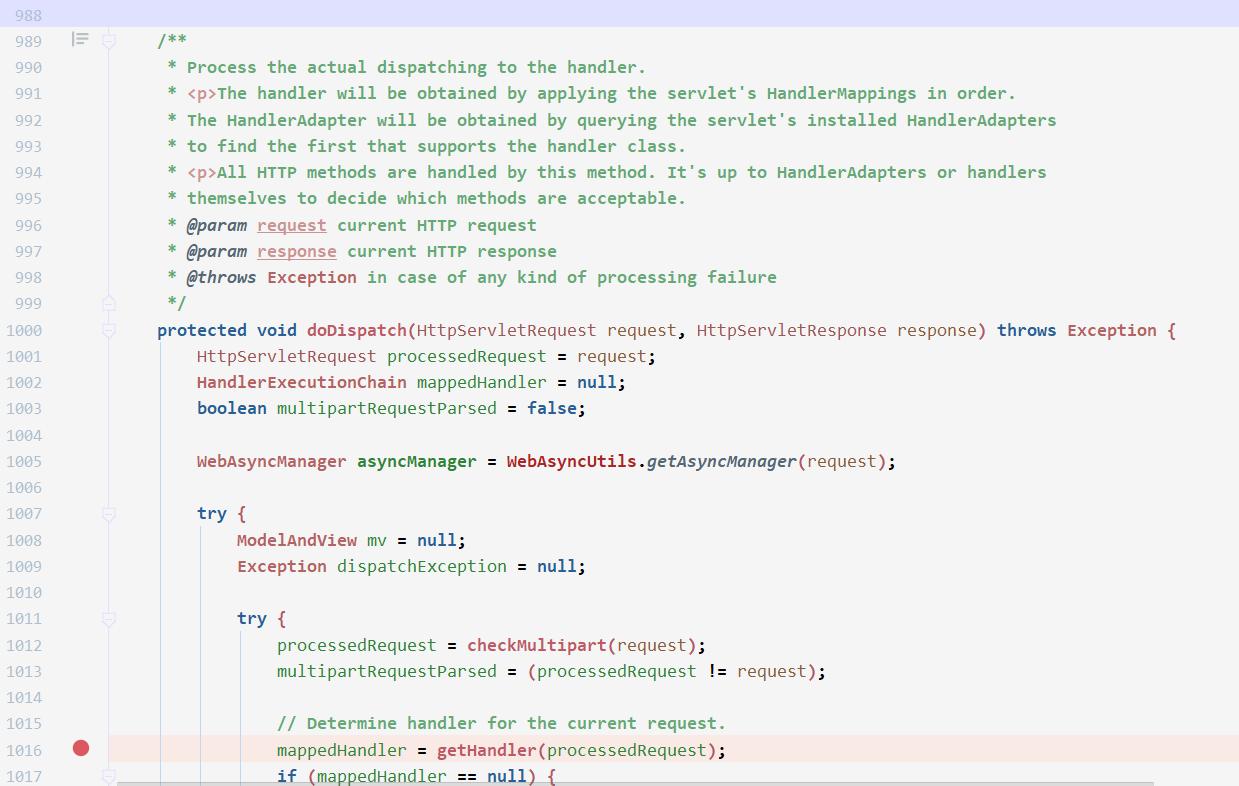 988
989 /**
990 * Process the actual dispatching to the handler.
991 * <p>The handler will be obtained by applying the servlet's HandlerMappings in order.
992 * The HandlerAdapter will be obtained by querying the servlet's installed HandlerAdapters
993 * to find the first that supports the handler class.
994 * <p>All HTTP methods are handled by this method. It's up to HandlerAdapters or handlers
995 * themselves to decide which methods are acceptable.
996 * @param request current HTTP request
997 * @param response current HTTP response
998 * @throws Exception in case of any kind of processing failure
999 */
1000 protected void doDispatch(HttpServletRequest request, HttpServletResponse response) throws Exception {
1001 HttpServletRequest processedRequest = request;
1002 HandlerExecutionChain mappedHandler = null;
1003 boolean multipartRequestParsed = false;
1004
1005 WebAsyncManager asyncManager = WebAsyncUtils.getAsyncManager(request);
1006
1007 try {
1008 ModelAndView mv = null;
1009 Exception dispatchException = null;
1010
1011 try {
1012 processedRequest = checkMultipart(request);
1013 multipartRequestParsed = (processedRequest != request);
1014
1015 // Determine handler for the current request.
1016 mappedHandler = getHandler(processedRequest);
1017 if (mappedHandler == null) {